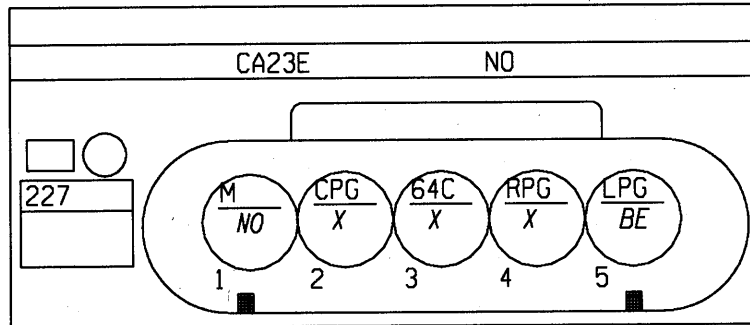 CA23E NO
227
M CPG 64C RPG LPG
NO X X X BE
1 2 3 4 5